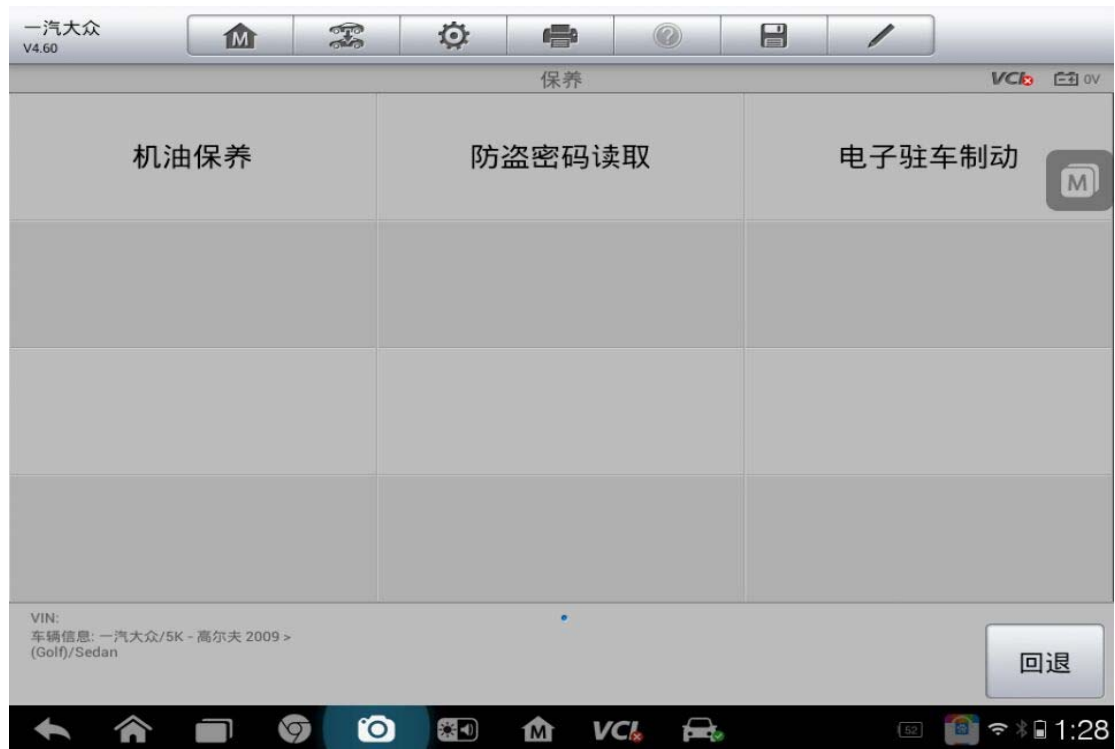 一汽大众
V4.60
M
?
保养
VCI
0V
机油保养
防盗密码读取
电子驻车制动
M
VIN:
车辆信息: 一汽大众/5K - 高尔夫 2009 >
(Golf)/Sedan
回退
M
VCI
52
1:28